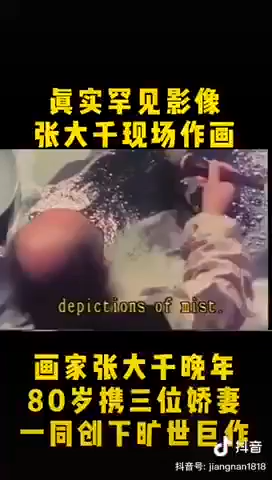 眞实罕见影像
张大千现场作画
depictions of mist.
画家张大千晚年
80岁携三位娇妻
一同创下旷世巨作
抖音
抖音号: jiangnan1818